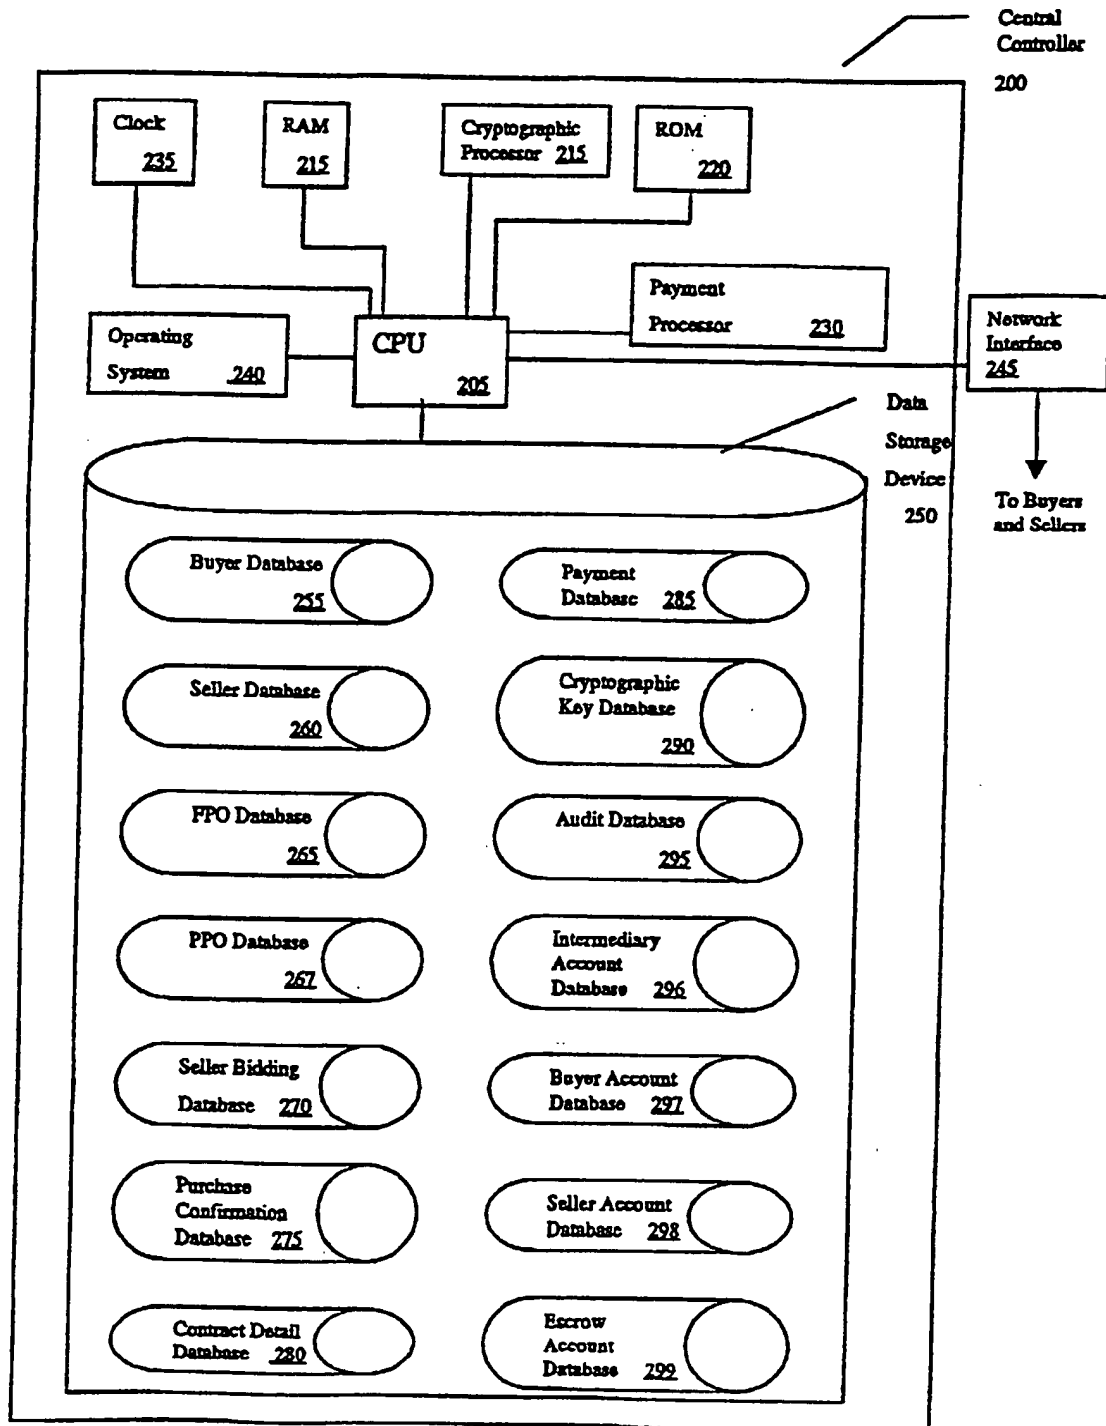 Central
Controller
200
Clock
235
RAM
215
Cryptographic
Processor 215
ROM
220
Payment
Processor 230
Network
Interface
245
Operating
System 240
CPU
205
Data
Storage
Device
250
To Buyers
and Sellers
Buyer Database
255
Payment
Database 285
Seller Database
260
Cryptographic
Key Database
290
FPO Database
265
Audit Database
295
PPO Database
267
Intermediary
Account
Database 296
Seller Bidding
Database 270
Buyer Account
Database 297
Purchase
Confirmation
Database 275
Seller Account
Database 298
Contract Detail
Database 280
Escrow
Account
Database 299